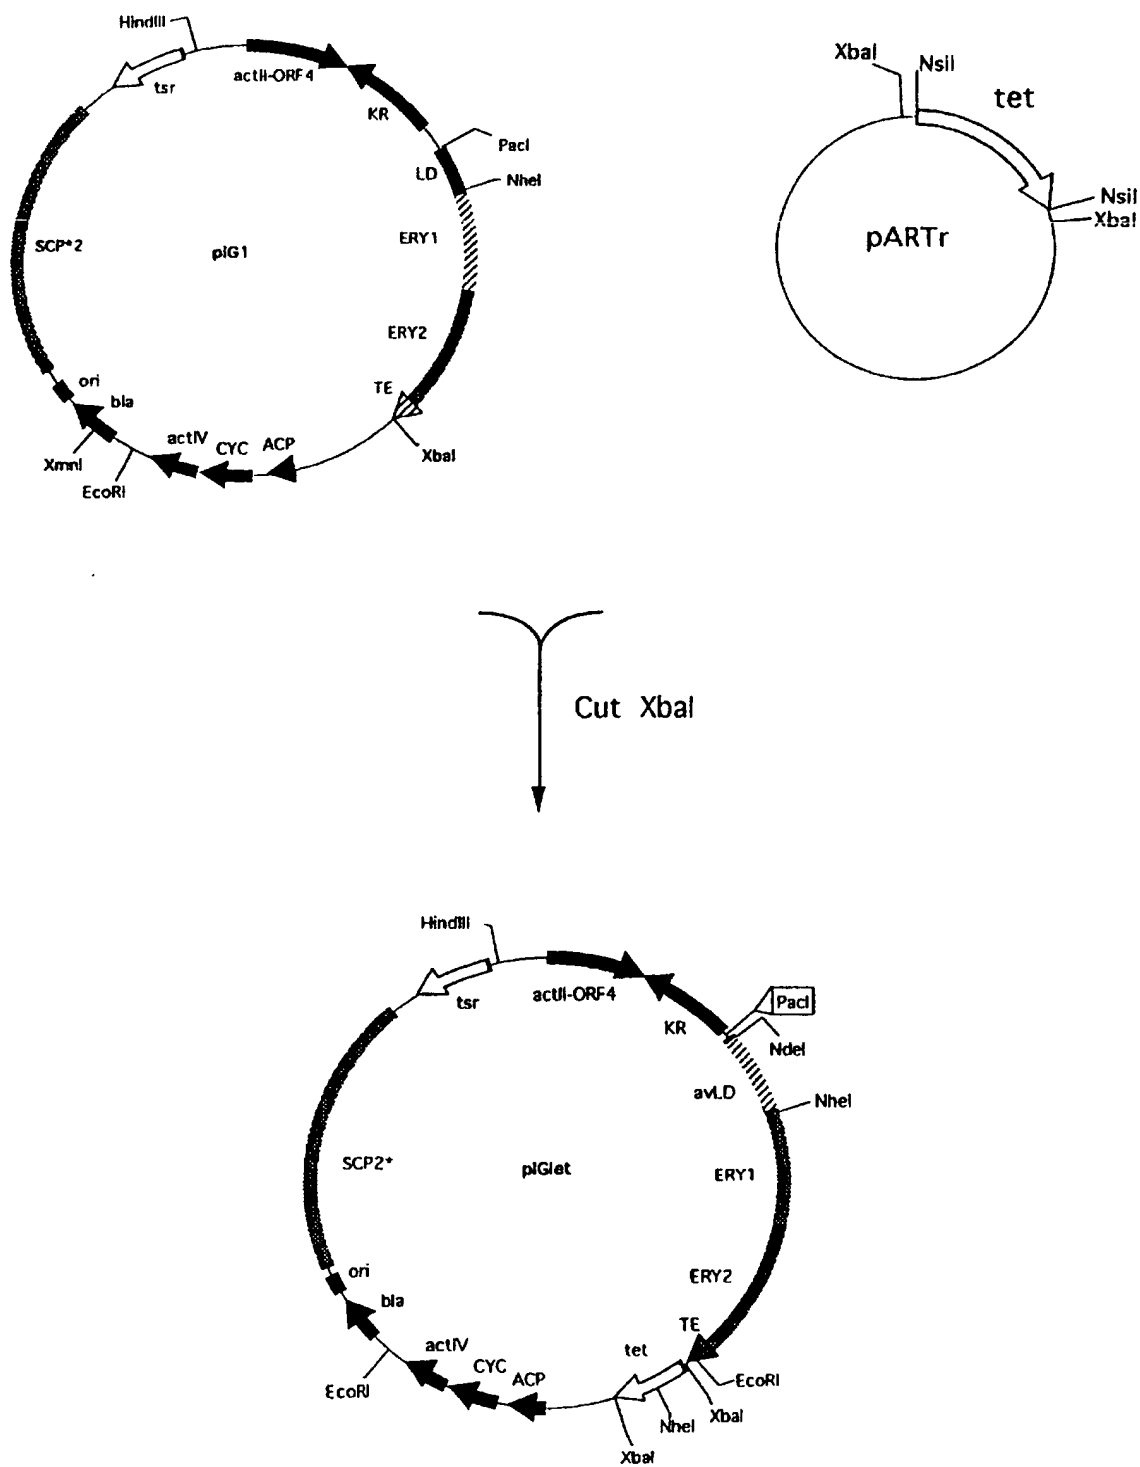 HindIII
tsr
actII-ORF4
KR
PacI
LD
NheI
SCP*2
pIG1
ERY1
ERY2
TE
ori
bla
XmnI
EcoRI
actIV
CYC
ACP
XbaI
XbaI
NsiI
tet
NsiI
XbaI
pARTr
Cut XbaI
HindIII
tsr
actII-ORF4
KR
PacI
NdeI
avLD
NheI
SCP2*
pIGlet
ERY1
ERY2
TE
ori
bla
EcoRI
actIV
CYC
ACP
tet
EcoRI
XbaI
NheI
XbaI